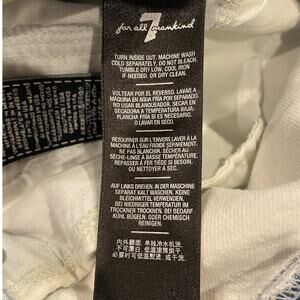 7
for all mankind
TURN INSIDE OUT. MACHINE WASH
COLD SEPARATELY. DO NOT BLEACH.
TUMBLE DRY LOW. COOL IRON
IF NEEDED. OR DRY CLEAN.
VOLTEAR POR EL REVERSO. LAVAR A
MÁQUINA EN AGUA FRÍA POR SEPARADO.
NO USAR BLANQUEADOR. SECAR EN
SECADORA A TEMPERATURA BAJA.
PLANCHA FRÍA SI ES NECESARIO.
O LAVAR EN SECO.
RETOURNER SUR L'ENVERS LAVER À LA
MACHINE À L'EAU FROIDE SÉPARÉMENT.
NE PAS BLANCHIR. SÉCHER AU
SÈCHE-LINGE À BASSE TEMPÉRATURE.
REPASSER À FER TIÈDE SI BESOIN
OU NETTOYER À SEC.
AUF LINKS DREHEN. IN DER MASCHINE
SEPARAT KALT WASCHEN. KEINE
BLEICHMITTEL VERWENDEN.
BEI NIEDRIGER TEMPERATUR IM
TROCKNER TROCKNEN. BEI BEDARF
KÜHL BÜGELN. ODER CHEMISCH
REINIGEN.
内外翻面, 单独冷水机洗,
不可漂白, 低温滚筒烘干,
必要时可低温熨烫, 或干洗。